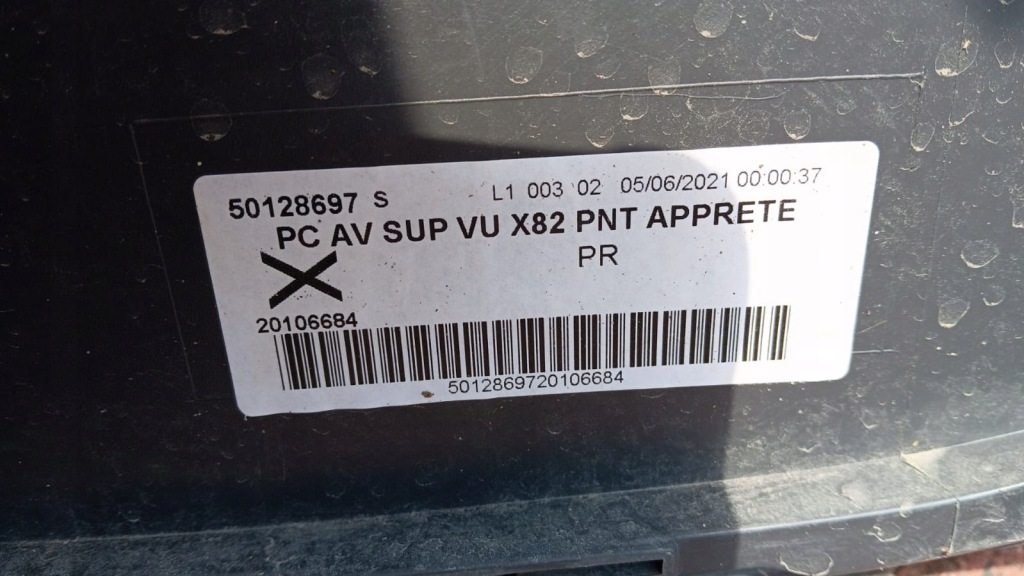 50128697 S L1 003 02 05/06/2021 00:00:37
PC AV SUP VU X82 PNT APPRETE
PR
20106684
5012869720106684